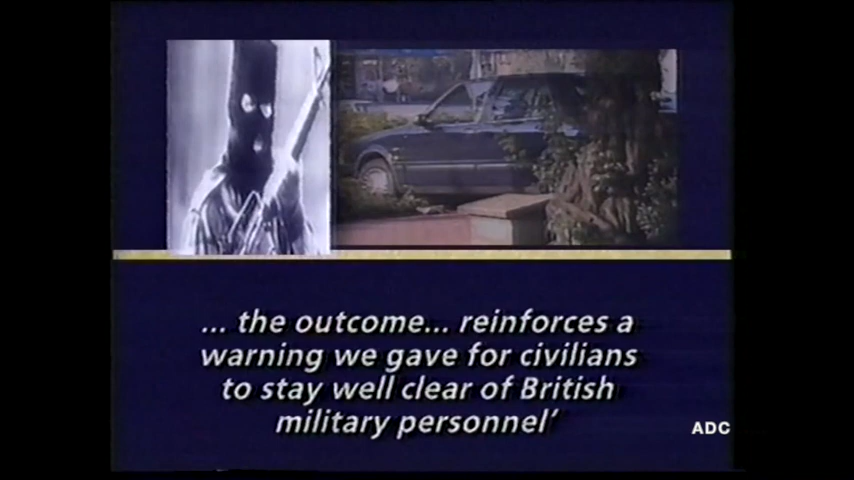 ... the outcome... reinforces a
warning we gave for civilians
to stay well clear of British
military personnel'
ADC